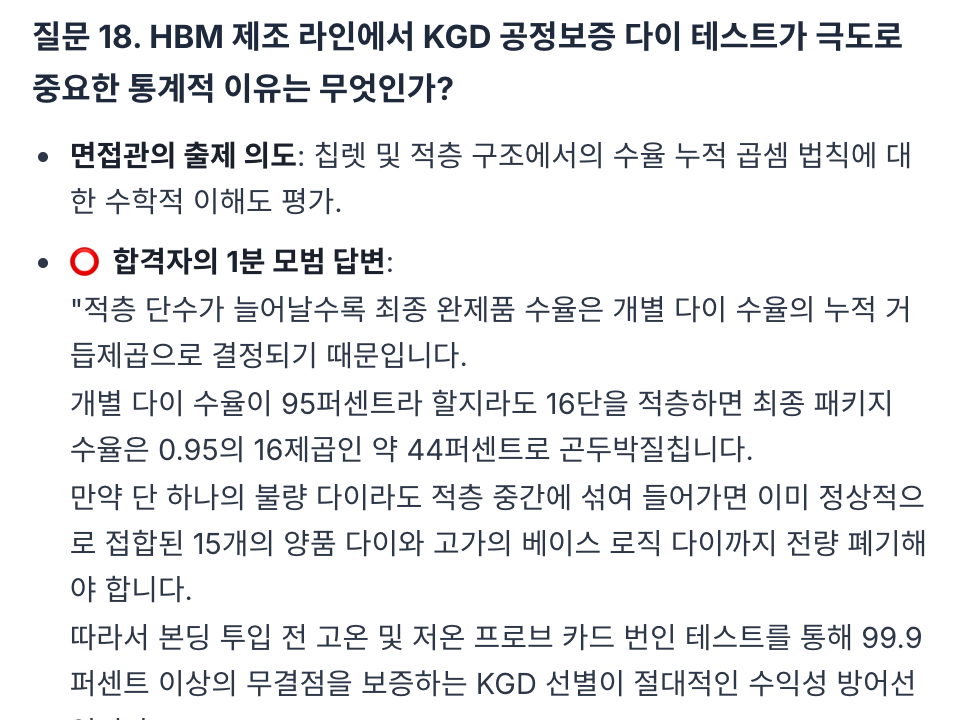 질문 18. HBM 제조 라인에서 KGD 공정보증 다이 테스트가 극도로
중요한 통계적 이유는 무엇인가?
• 면접관의 출제 의도: 칩렛 및 적층 구조에서의 수율 누적 곱셈 법칙에 대
한 수학적 이해도 평가.
• ⭕ 합격자의 1분 모범 답변:
"적층 단수가 늘어날수록 최종 완제품 수율은 개별 다이 수율의 누적 거
듭제곱으로 결정되기 때문입니다.
개별 다이 수율이 95퍼센트라 할지라도 16단을 적층하면 최종 패키지
수율은 0.95의 16제곱인 약 44퍼센트로 곤두박질칩니다.
만약 단 하나의 불량 다이라도 적층 중간에 섞여 들어가면 이미 정상적으
로 접합된 15개의 양품 다이와 고가의 베이스 로직 다이까지 전량 폐기해
야 합니다.
따라서 본딩 투입 전 고온 및 저온 프로브 카드 번인 테스트를 통해 99.9
퍼센트 이상의 무결점을 보증하는 KGD 선별이 절대적인 수익성 방어선